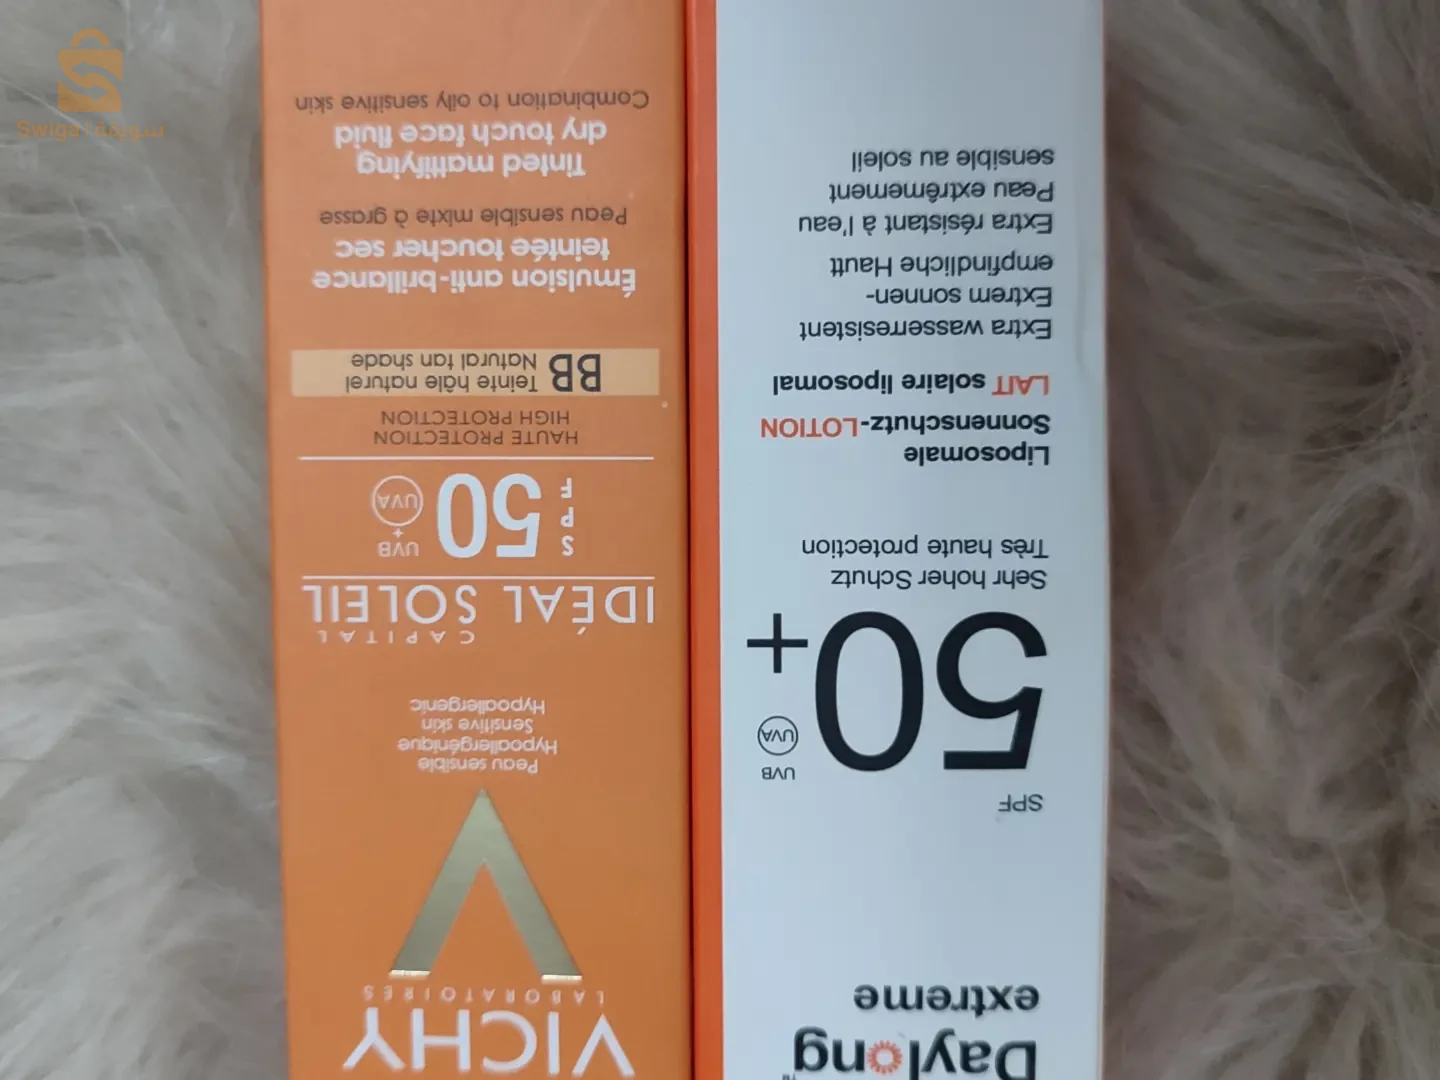 Swiqa | سويقة
VICHY
LABORATOIRES
Peau sensible
Hypoallergénique
Sensitive skin
Hypoallergenic
CAPITAL
IDÉAL SOLEIL
SPF 50 UVB + UVA
HAUTE PROTECTION
HIGH PROTECTION
BB Teinte hâle naturel
Natural tan shade
Émulsion anti-brillance
teintée toucher sec
Peau sensible mixte à grasse
Tinted mattifying
dry touch face fluid
Combination to oily sensitive skin
Daylong
extreme
SPF
50+ UVB UVA
Sehr hoher Schutz
Très haute protection
Liposomale
Sonnenschutz-LOTION
LAIT solaire liposomal
Extra wasserresistent
Extrem sonnen-
empfindliche Hautt
Extra résistant à l'eau
Peau extrêmement
sensible au soleil